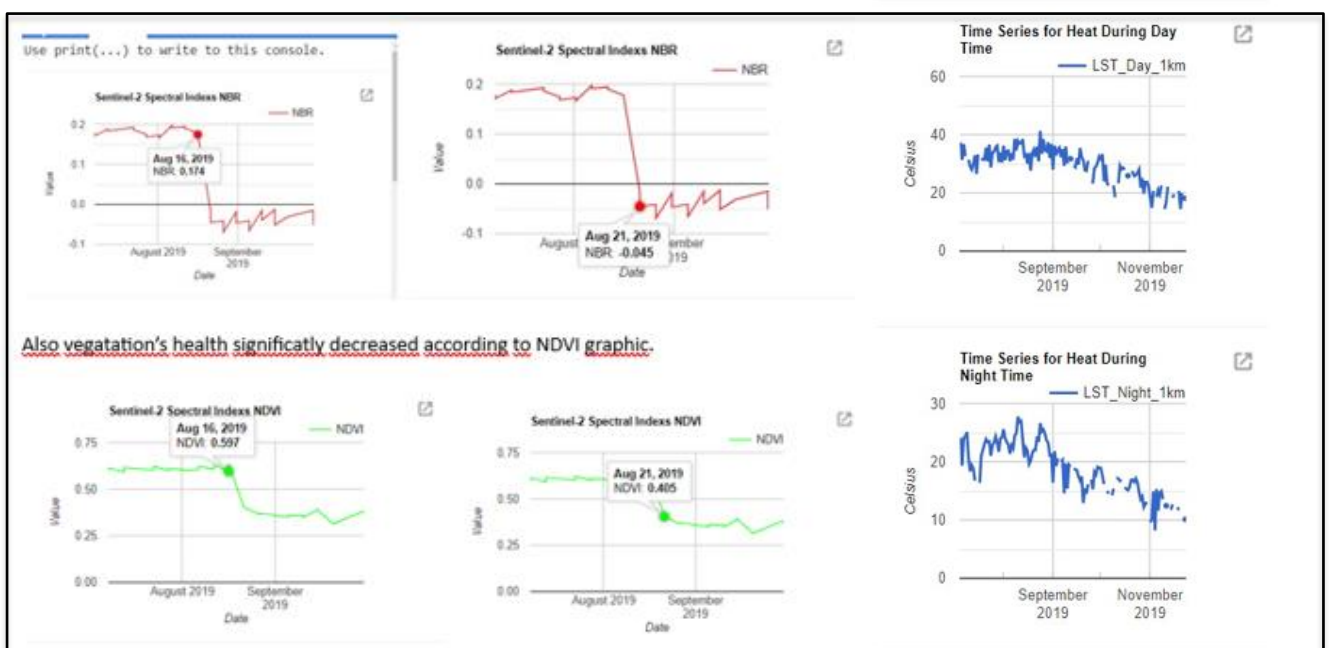 Use print(...) to write to this console.
Sentinel-2 Spectral Indexs NBR
NBR
0.2
0.1
0.0
-0.1
Value
Aug 16, 2019
NBR: 0.174
August 2019
September
2019
Date
Sentinel-2 Spectral Indexs NBR
NBR
0.2
0.1
0.0
-0.1
Value
Aug 21, 2019
NBR: -0.045
August
ember
019
Date
Time Series for Heat During Day
Time
LST_Day_1km
60
40
20
0
Celsius
September
2019
November
2019
Also vegatation's health significatly decreased according to NDVI graphic.
Sentinel-2 Spectral Indexs NDVI
NDVI
Aug 16, 2019
NDVI: 0.597
0.75
0.50
0.25
0.00
Value
August 2019
September
2019
Date
Sentinel-2 Spectral Indexs NDVI
NDVI
0.75
0.50
0.25
0.00
Value
Aug 21, 2019
NDVI: 0.405
August 2019
September
2019
Date
Time Series for Heat During
Night Time
LST_Night_1km
30
20
10
0
Celsius
September
2019
November
2019